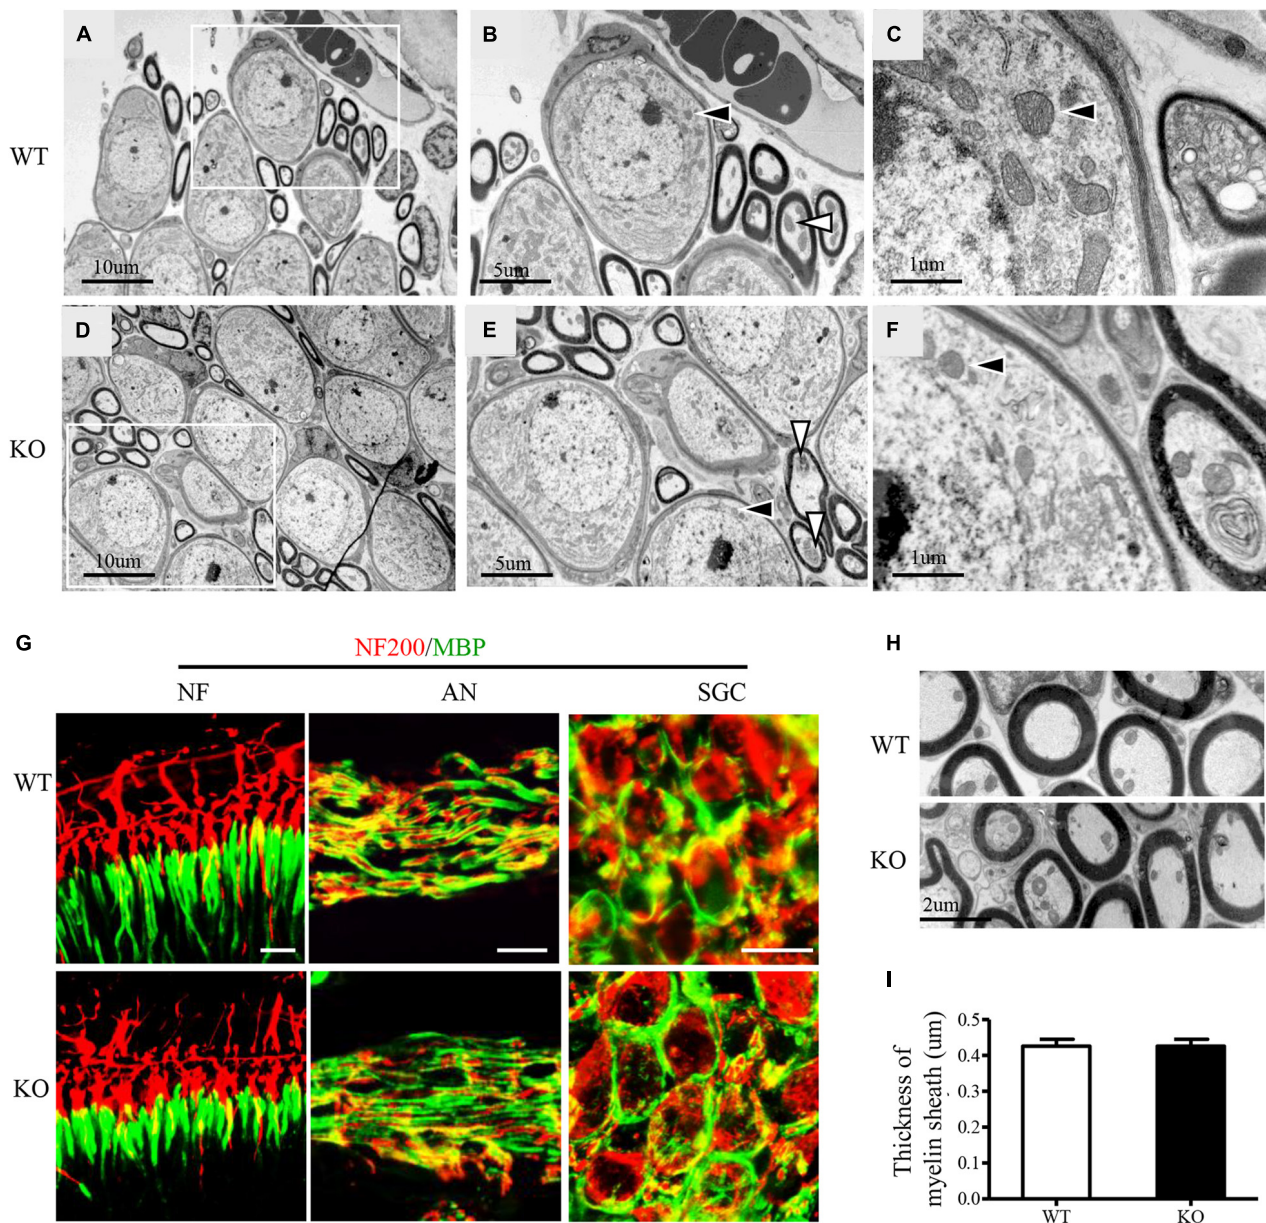 A
B
C
WT
10um
5um
1um
D
E
F
KO
10um
5um
1um
G
NF200/MBP
H
NF
AN
SGC
WT
WT
KO
2um
I
KO
Thickness of
myelin sheath (um)
0.5
0.4
0.3
0.2
0.1
0.0
WT
KO